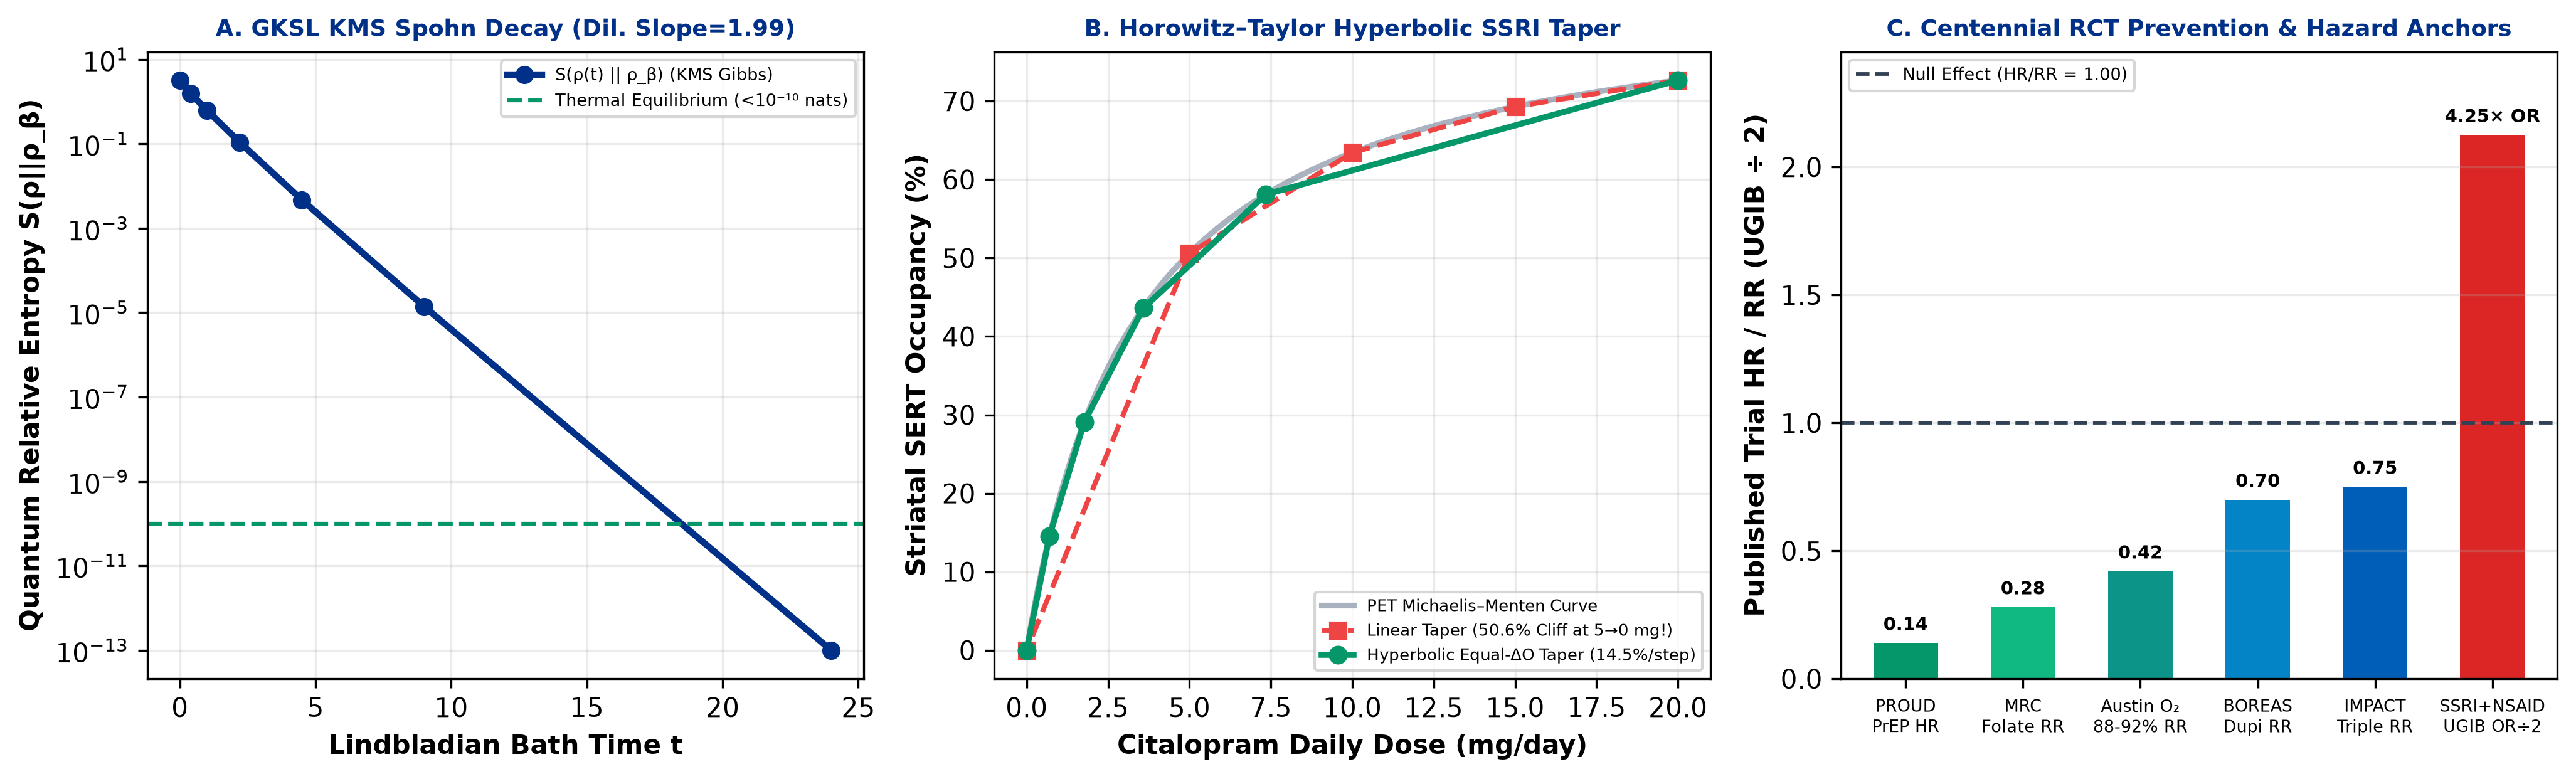 A. GKSL KMS Spohn Decay (Dil. Slope=1.99)
Quantum Relative Entropy S(ρ||ρ_β)
10¹
10⁻¹
10⁻³
10⁻⁵
10⁻⁷
10⁻⁹
10⁻¹¹
10⁻¹³
S(ρ(t) || ρ_β) (KMS Gibbs)
Thermal Equilibrium (<10⁻¹⁰ nats)
0 5 10 15 20 25
Lindbladian Bath Time t
B. Horowitz–Taylor Hyperbolic SSRI Taper
Striatal SERT Occupancy (%)
70
60
50
40
30
20
10
0
PET Michaelis–Menten Curve
Linear Taper (50.6% Cliff at 5→0 mg!)
Hyperbolic Equal-ΔO Taper (14.5%/step)
0.0 2.5 5.0 7.5 10.0 12.5 15.0 17.5 20.0
Citalopram Daily Dose (mg/day)
C. Centennial RCT Prevention & Hazard Anchors
Published Trial HR / RR (UGIB ÷ 2)
Null Effect (HR/RR = 1.00)
2.0
1.5
1.0
0.5
0.0
0.14
0.28
0.42
0.70
0.75
4.25× OR
PROUD
PrEP HR
MRC
Folate RR
Austin O₂
88-92% RR
BOREAS
Dupi RR
IMPACT
Triple RR
SSRI+NSAID
UGIB OR÷2